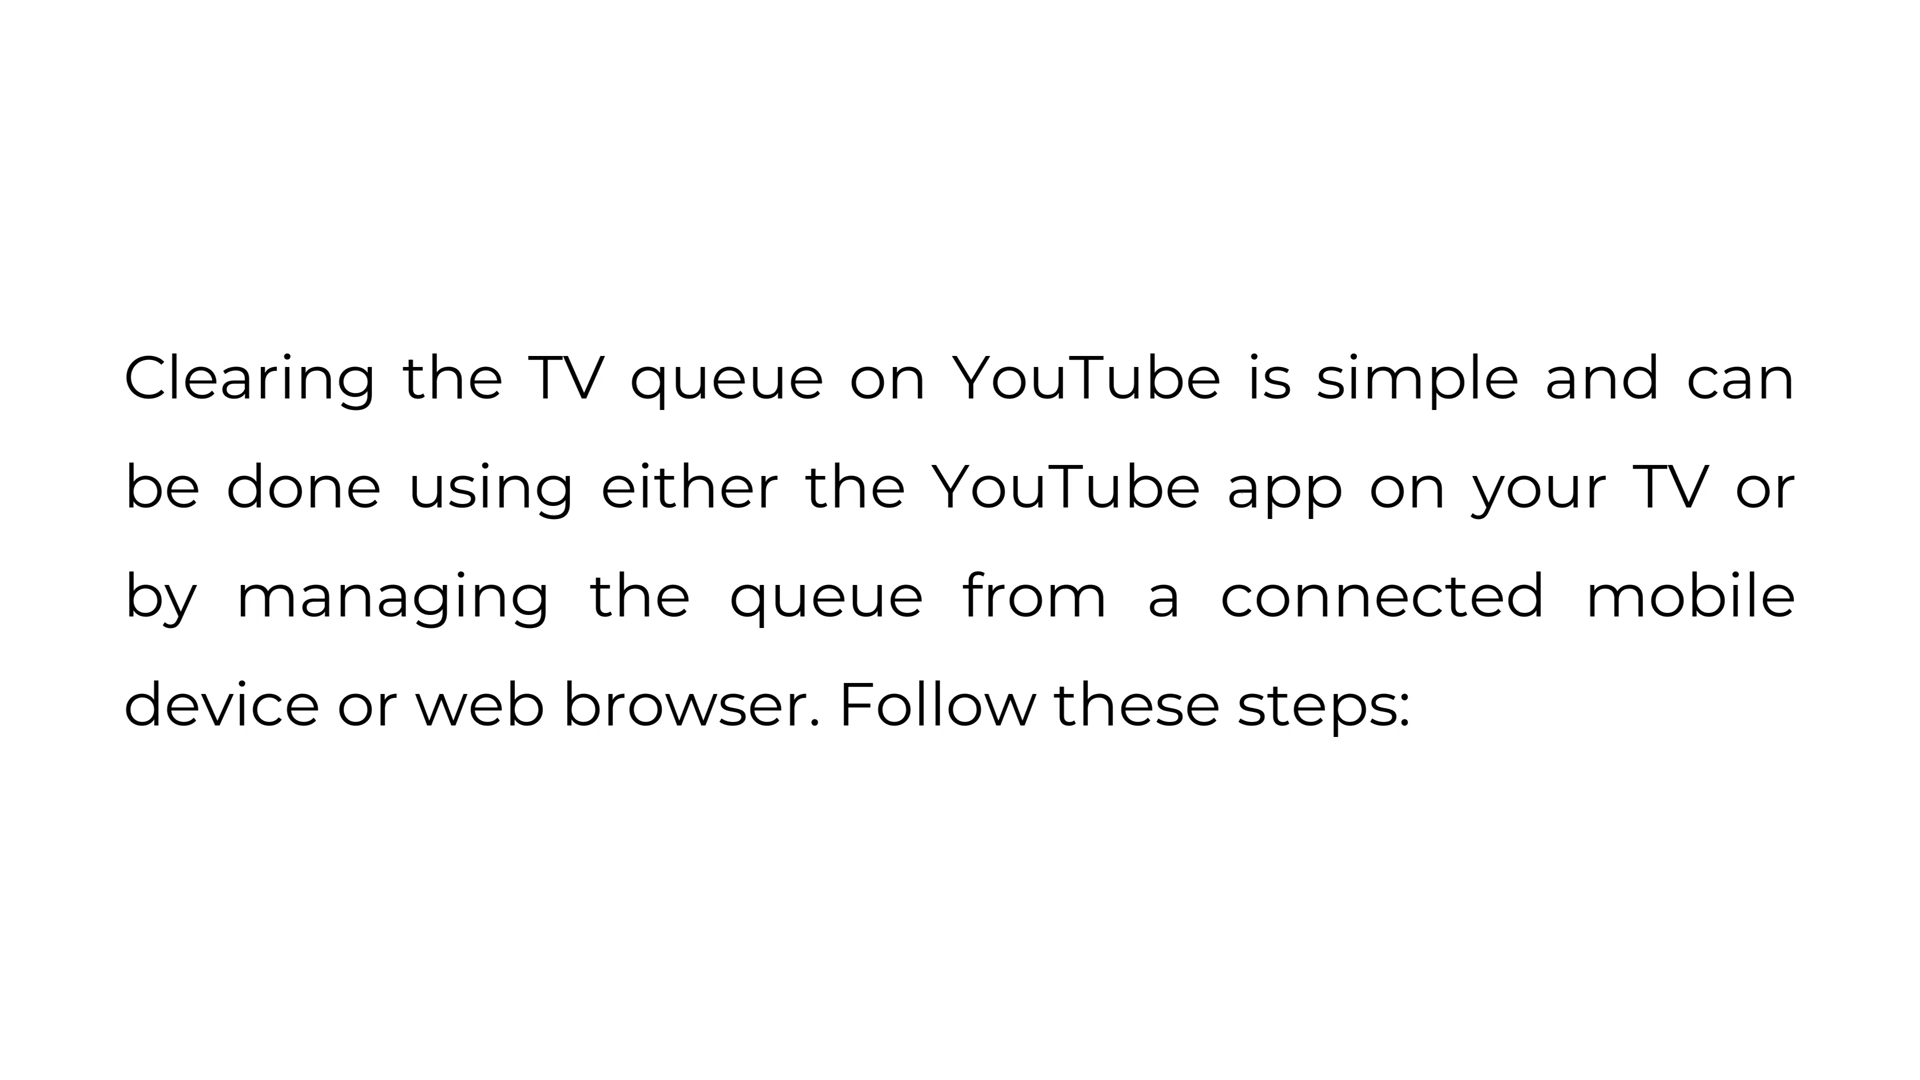 Clearing the TV queue on YouTube is simple and can
be done using either the YouTube app on your TV or
by managing the queue from a connected mobile
device or web browser. Follow these steps: